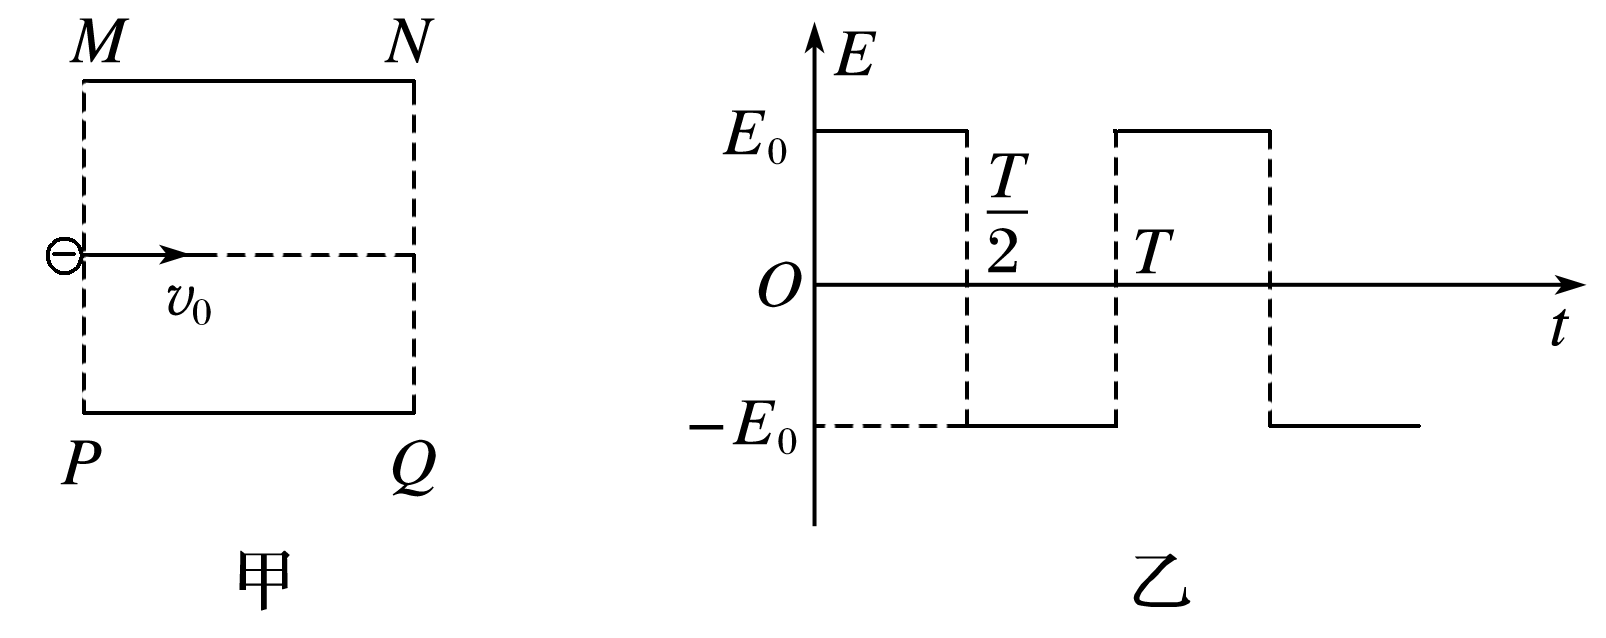 M N
⊖
v₀
P Q
甲
E
E₀
T/2
T
O
t
−E₀
乙